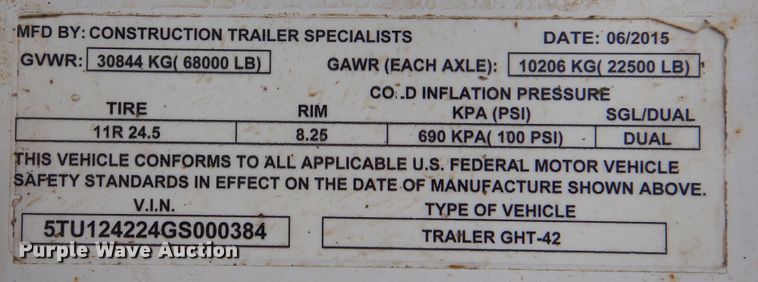 MFD BY: CONSTRUCTION TRAILER SPECIALISTS DATE: 06/2015
GVWR: 30844 KG( 68000 LB) GAWR (EACH AXLE): 10206 KG( 22500 LB)
COLD INFLATION PRESSURE
TIRE RIM KPA (PSI) SGL/DUAL
11R 24.5 8.25 690 KPA( 100 PSI) DUAL
THIS VEHICLE CONFORMS TO ALL APPLICABLE U.S. FEDERAL MOTOR VEHICLE
SAFETY STANDARDS IN EFFECT ON THE DATE OF MANUFACTURE SHOWN ABOVE.
V.I.N. TYPE OF VEHICLE
5TU124224GS000384 TRAILER GHT-42
Purple Wave Auction